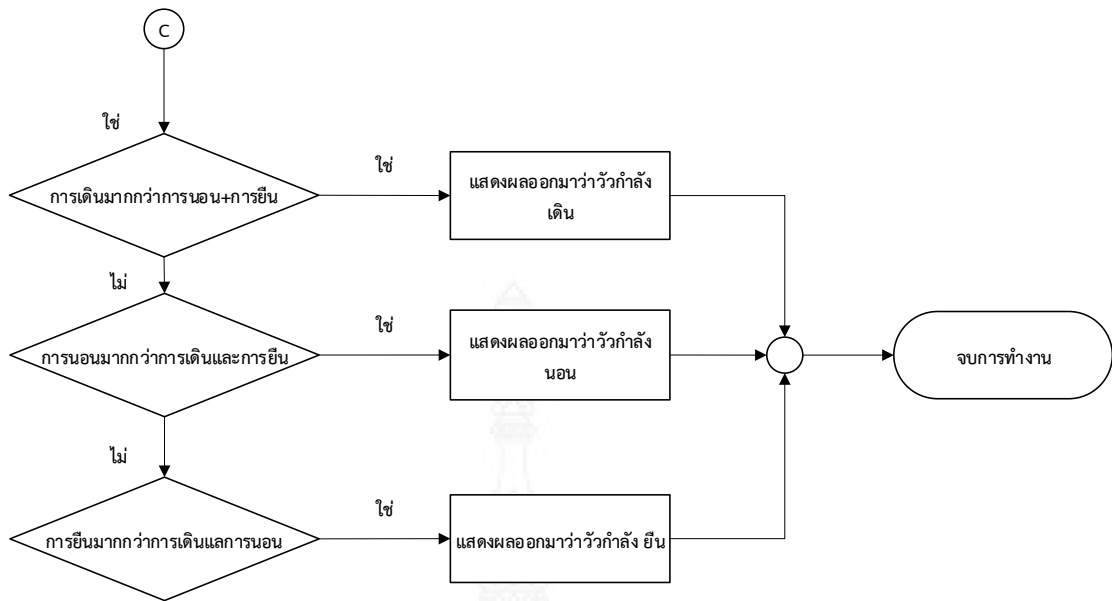 C
ใช่
การเดินมากกว่าการนอน+การยืน
ใช่
แสดงผลออกมาว่าวัวกำลัง
เดิน
ไม่
การนอนมากกว่าการเดินและการยืน
ใช่
แสดงผลออกมาว่าวัวกำลัง
นอน
จบการทำงาน
ไม่
การยืนมากกว่าการเดินแลการนอน
ใช่
แสดงผลออกมาว่าวัวกำลัง ยืน